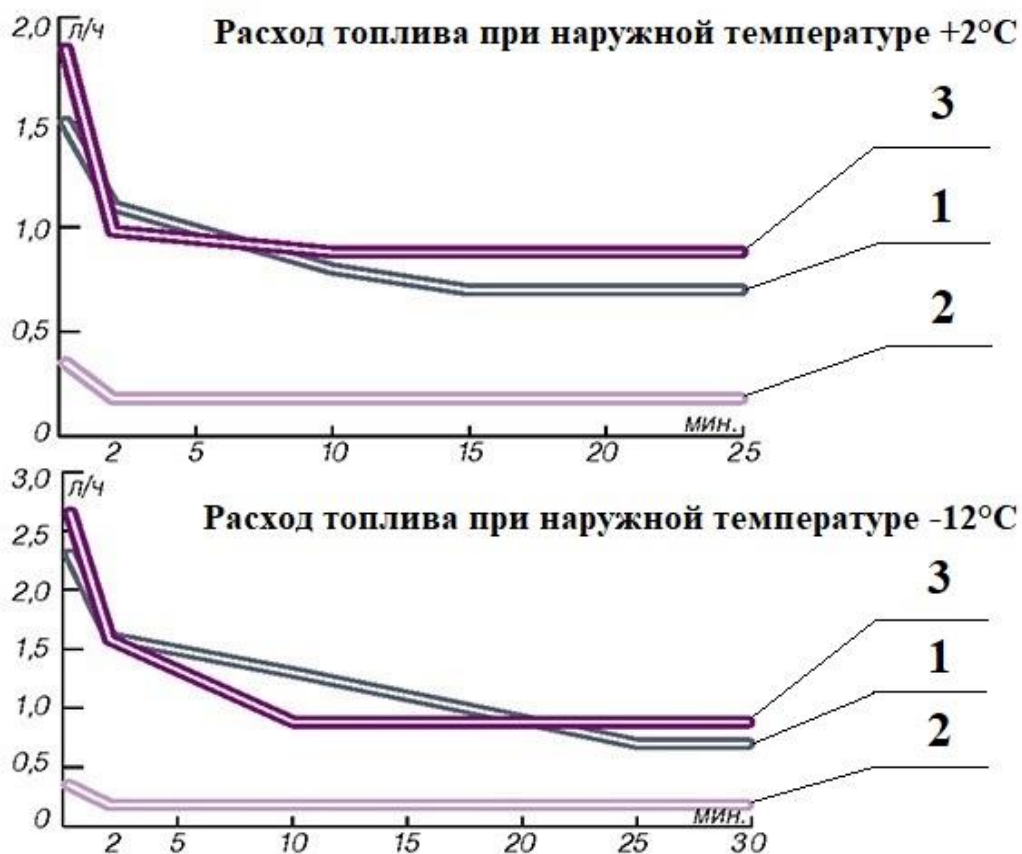 2,0 л/ч
Расход топлива при наружной температуре +2°C
3
1,5
1
1,0
2
0,5
мин.
0
2 5 10 15 20 25
3,0 л/ч
Расход топлива при наружной температуре -12°C
2,5
3
2,0
1
1,5
2
1,0
0,5
мин.
0
2 5 10 15 20 25 30